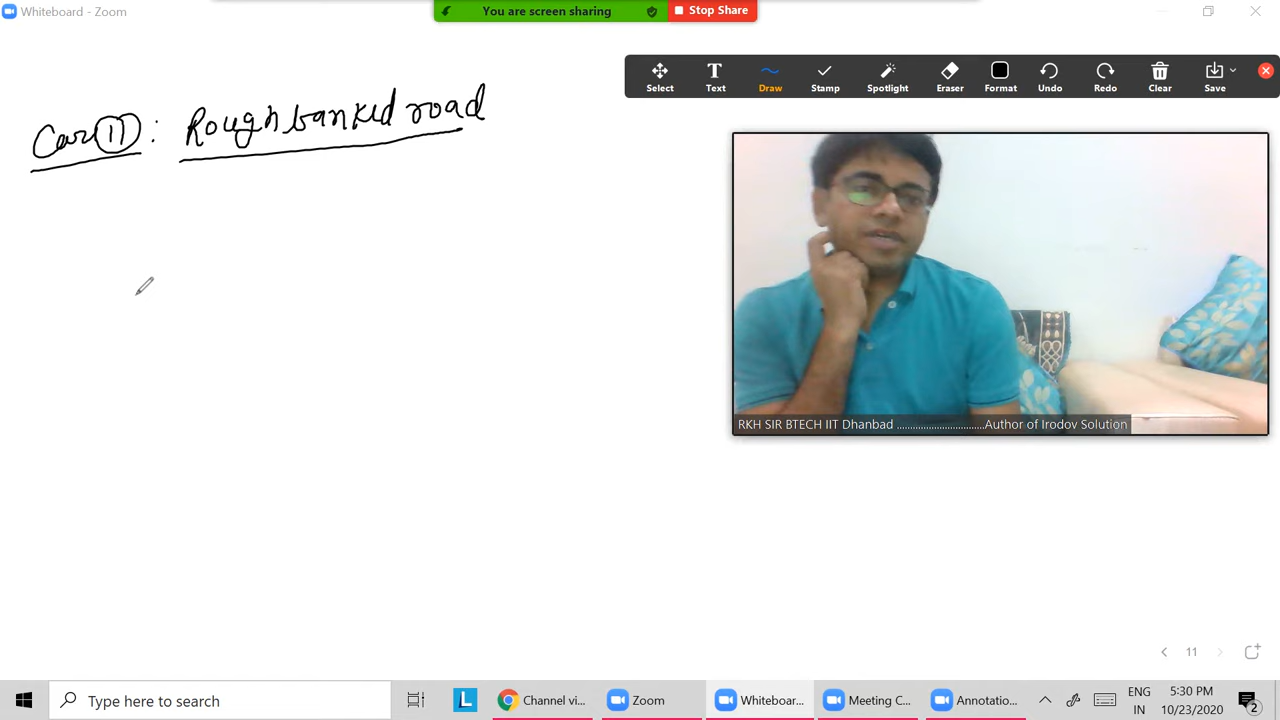 Whiteboard - Zoom
You are screen sharing
Stop Share
Select
Text
Draw
Stamp
Spotlight
Eraser
Format
Undo
Redo
Clear
Save
Case (II) : Rough banked road
RKH SIR BTECH IIT Dhanbad .................................Author of Irodov Solution
11
Type here to search
L
Channel vi...
Zoom
Whiteboar...
Meeting C...
Annotatio...
ENG
IN
5:30 PM
10/23/2020
2